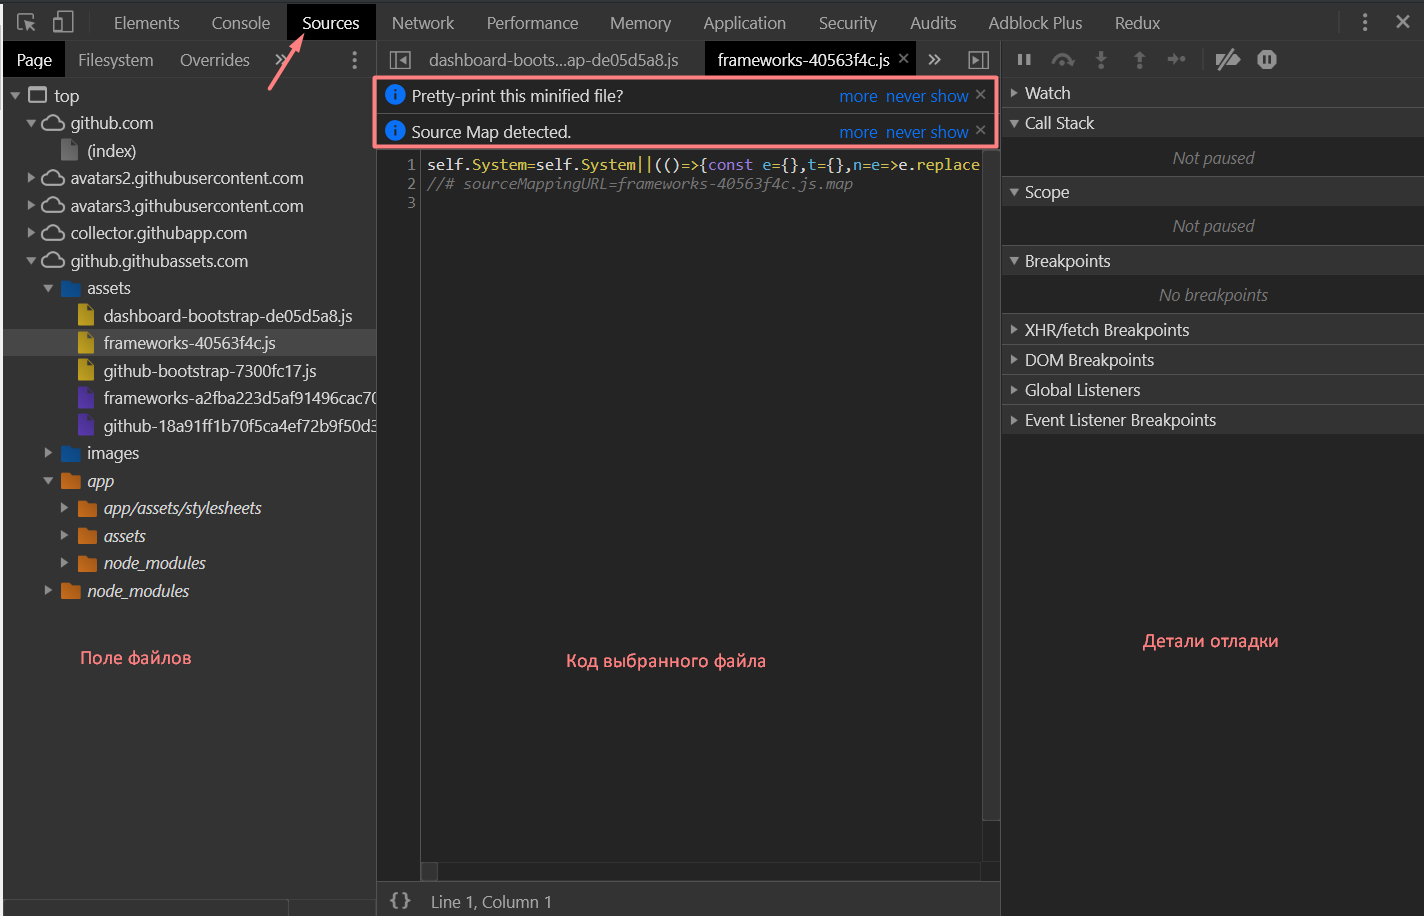 Elements Console Sources Network Performance Memory Application Security Audits Adblock Plus Redux
Page Filesystem Overrides »
top
github.com
(index)
avatars2.githubusercontent.com
avatars3.githubusercontent.com
collector.githubapp.com
github.githubassets.com
assets
dashboard-bootstrap-de05d5a8.js
frameworks-40563f4c.js
github-bootstrap-7300fc17.js
frameworks-a2fba223d5af91496cac70
github-18a91ff1b70f5ca4ef72b9f50d3
images
app
app/assets/stylesheets
assets
node_modules
node_modules
Поле файлов
dashboard-boots...ap-de05d5a8.js frameworks-40563f4c.js × »
Pretty-print this minified file? more never show ×
Source Map detected. more never show ×
1 self.System=self.System||(()=>{const e={},t={},n=e=>e.replace
2 //# sourceMappingURL=frameworks-40563f4c.js.map
3
Код выбранного файла
{} Line 1, Column 1
Watch
Call Stack
Not paused
Scope
Not paused
Breakpoints
No breakpoints
XHR/fetch Breakpoints
DOM Breakpoints
Global Listeners
Event Listener Breakpoints
Детали отладки